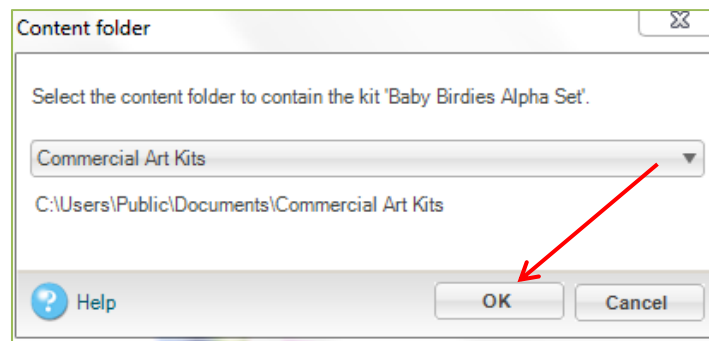 Content folder
Select the content folder to contain the kit 'Baby Birdies Alpha Set'.
Commercial Art Kits
C:\Users\Public\Documents\Commercial Art Kits
? Help
OK
Cancel